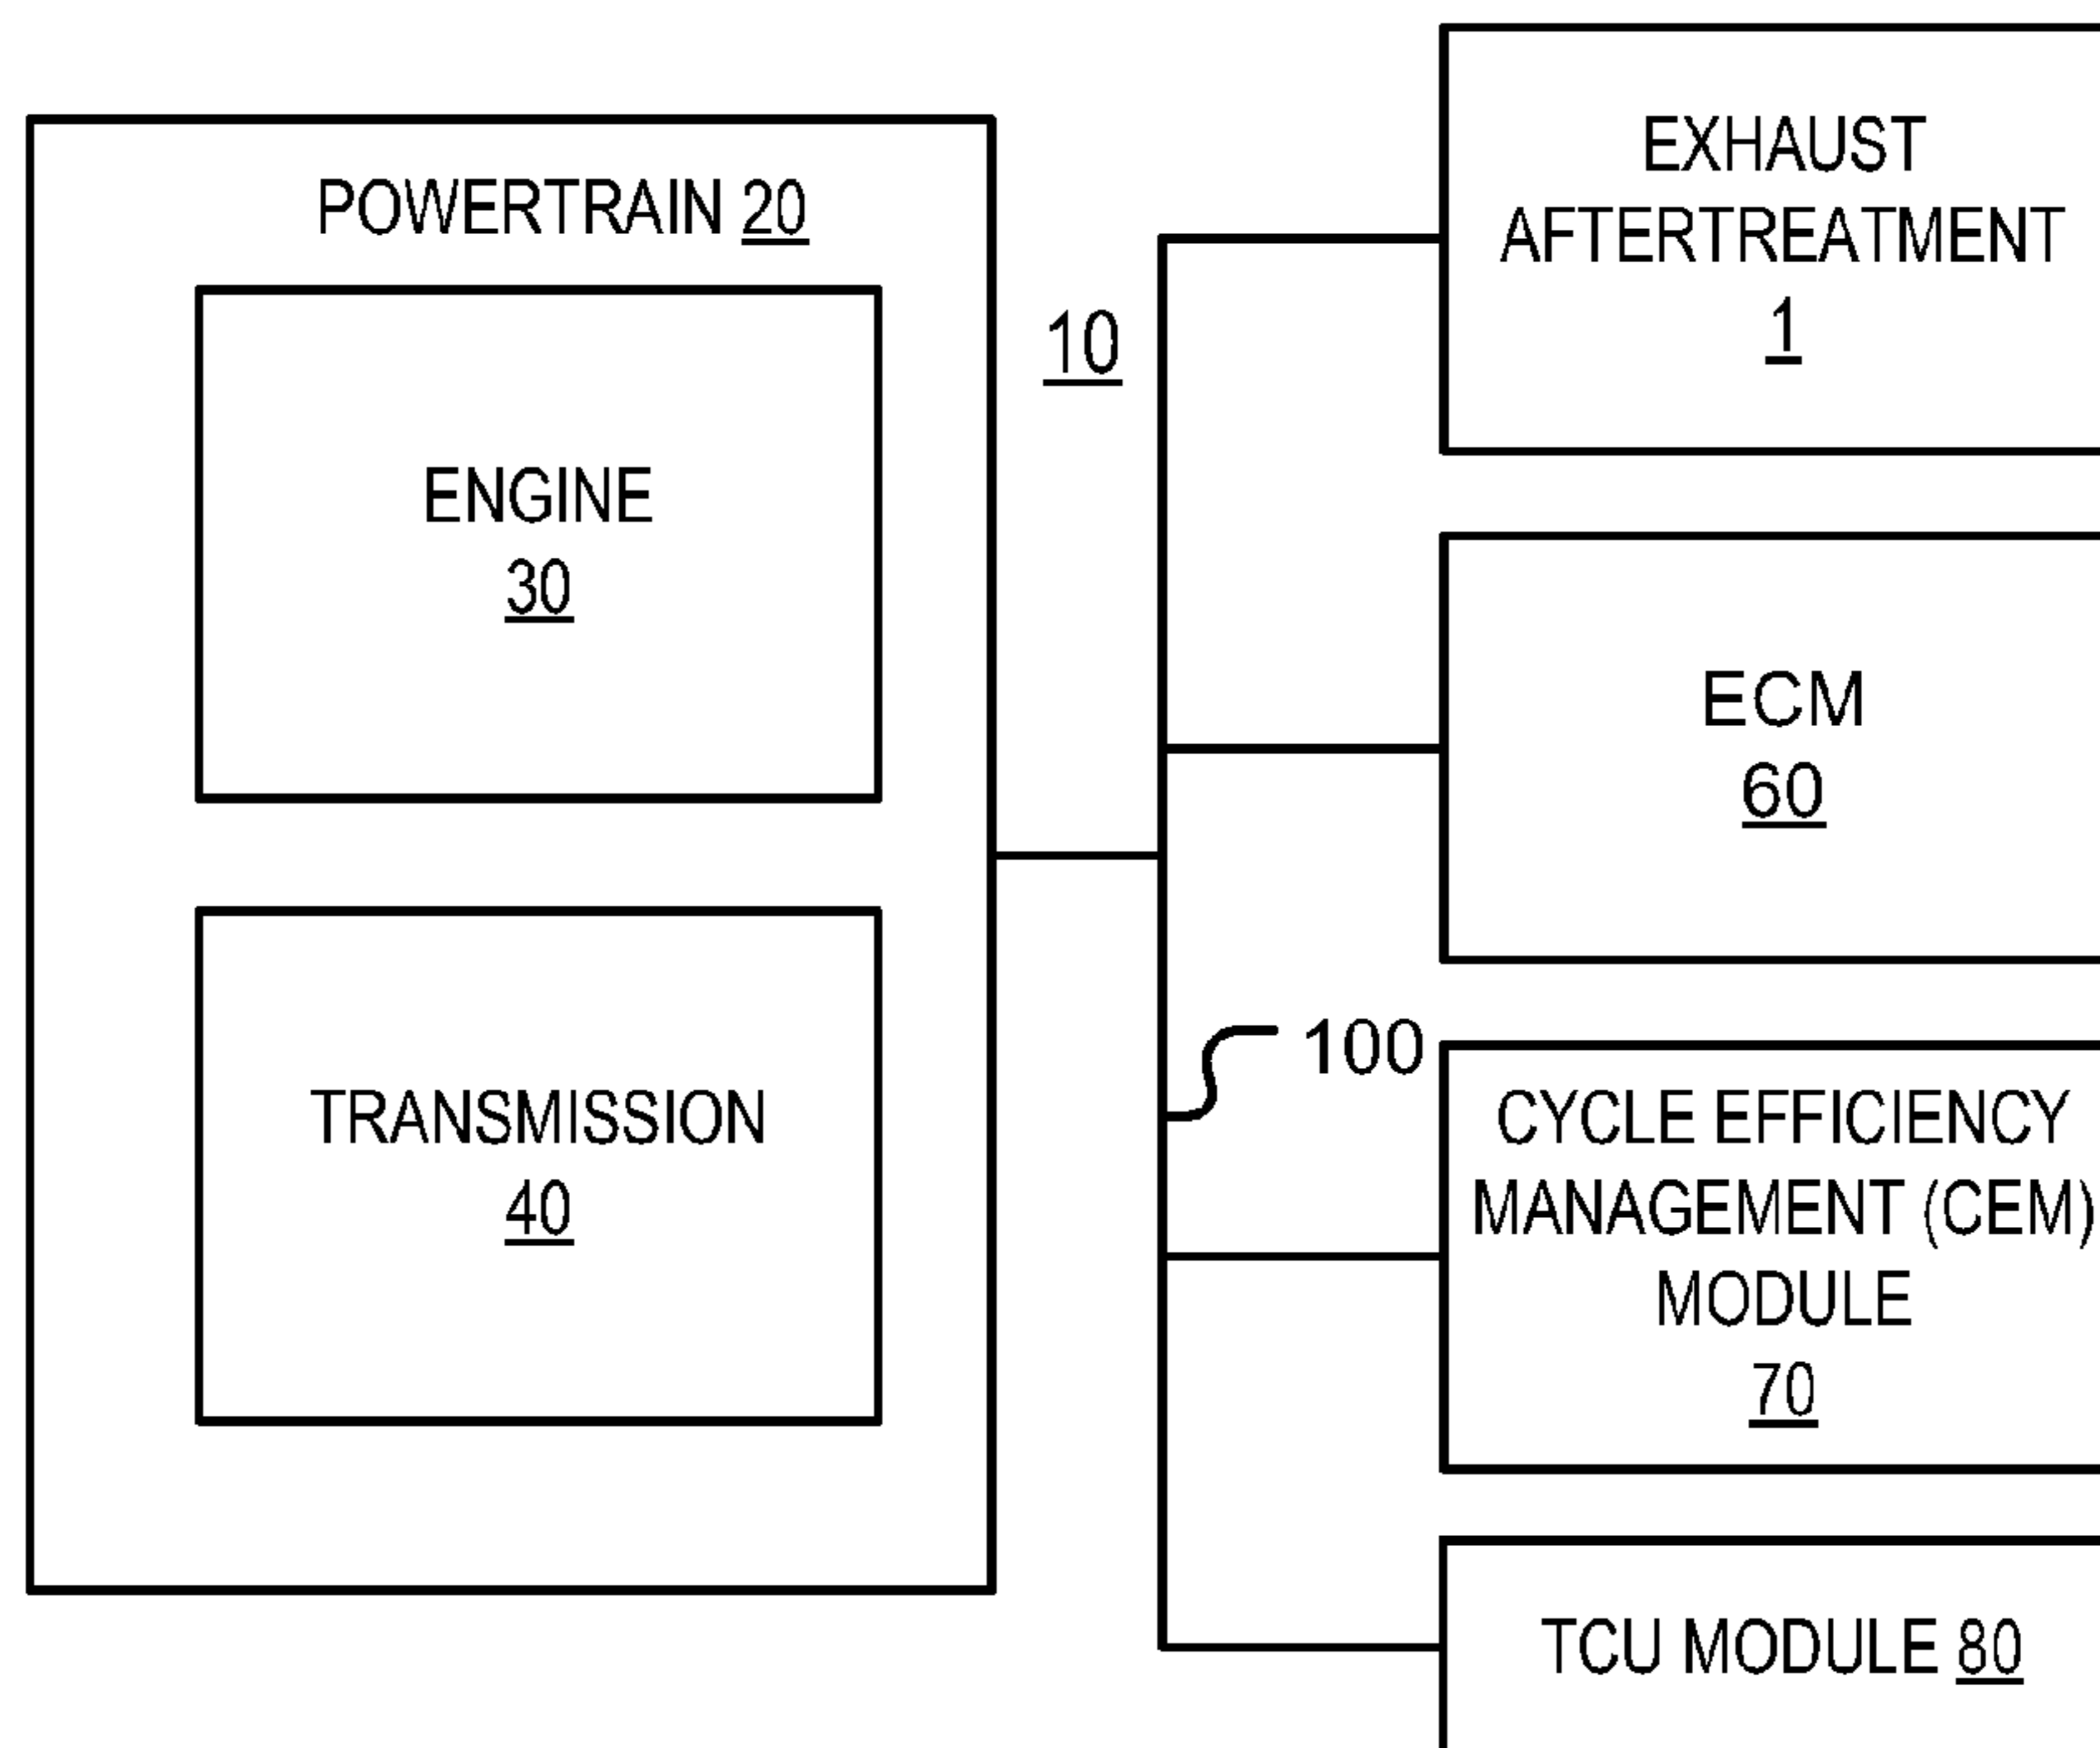 POWERTRAIN 20
ENGINE
30
TRANSMISSION
40
10
100
EXHAUST
AFTERTREATMENT
1
ECM
60
CYCLE EFFICIENCY
MANAGEMENT (CEM)
MODULE
70
TCU MODULE 80